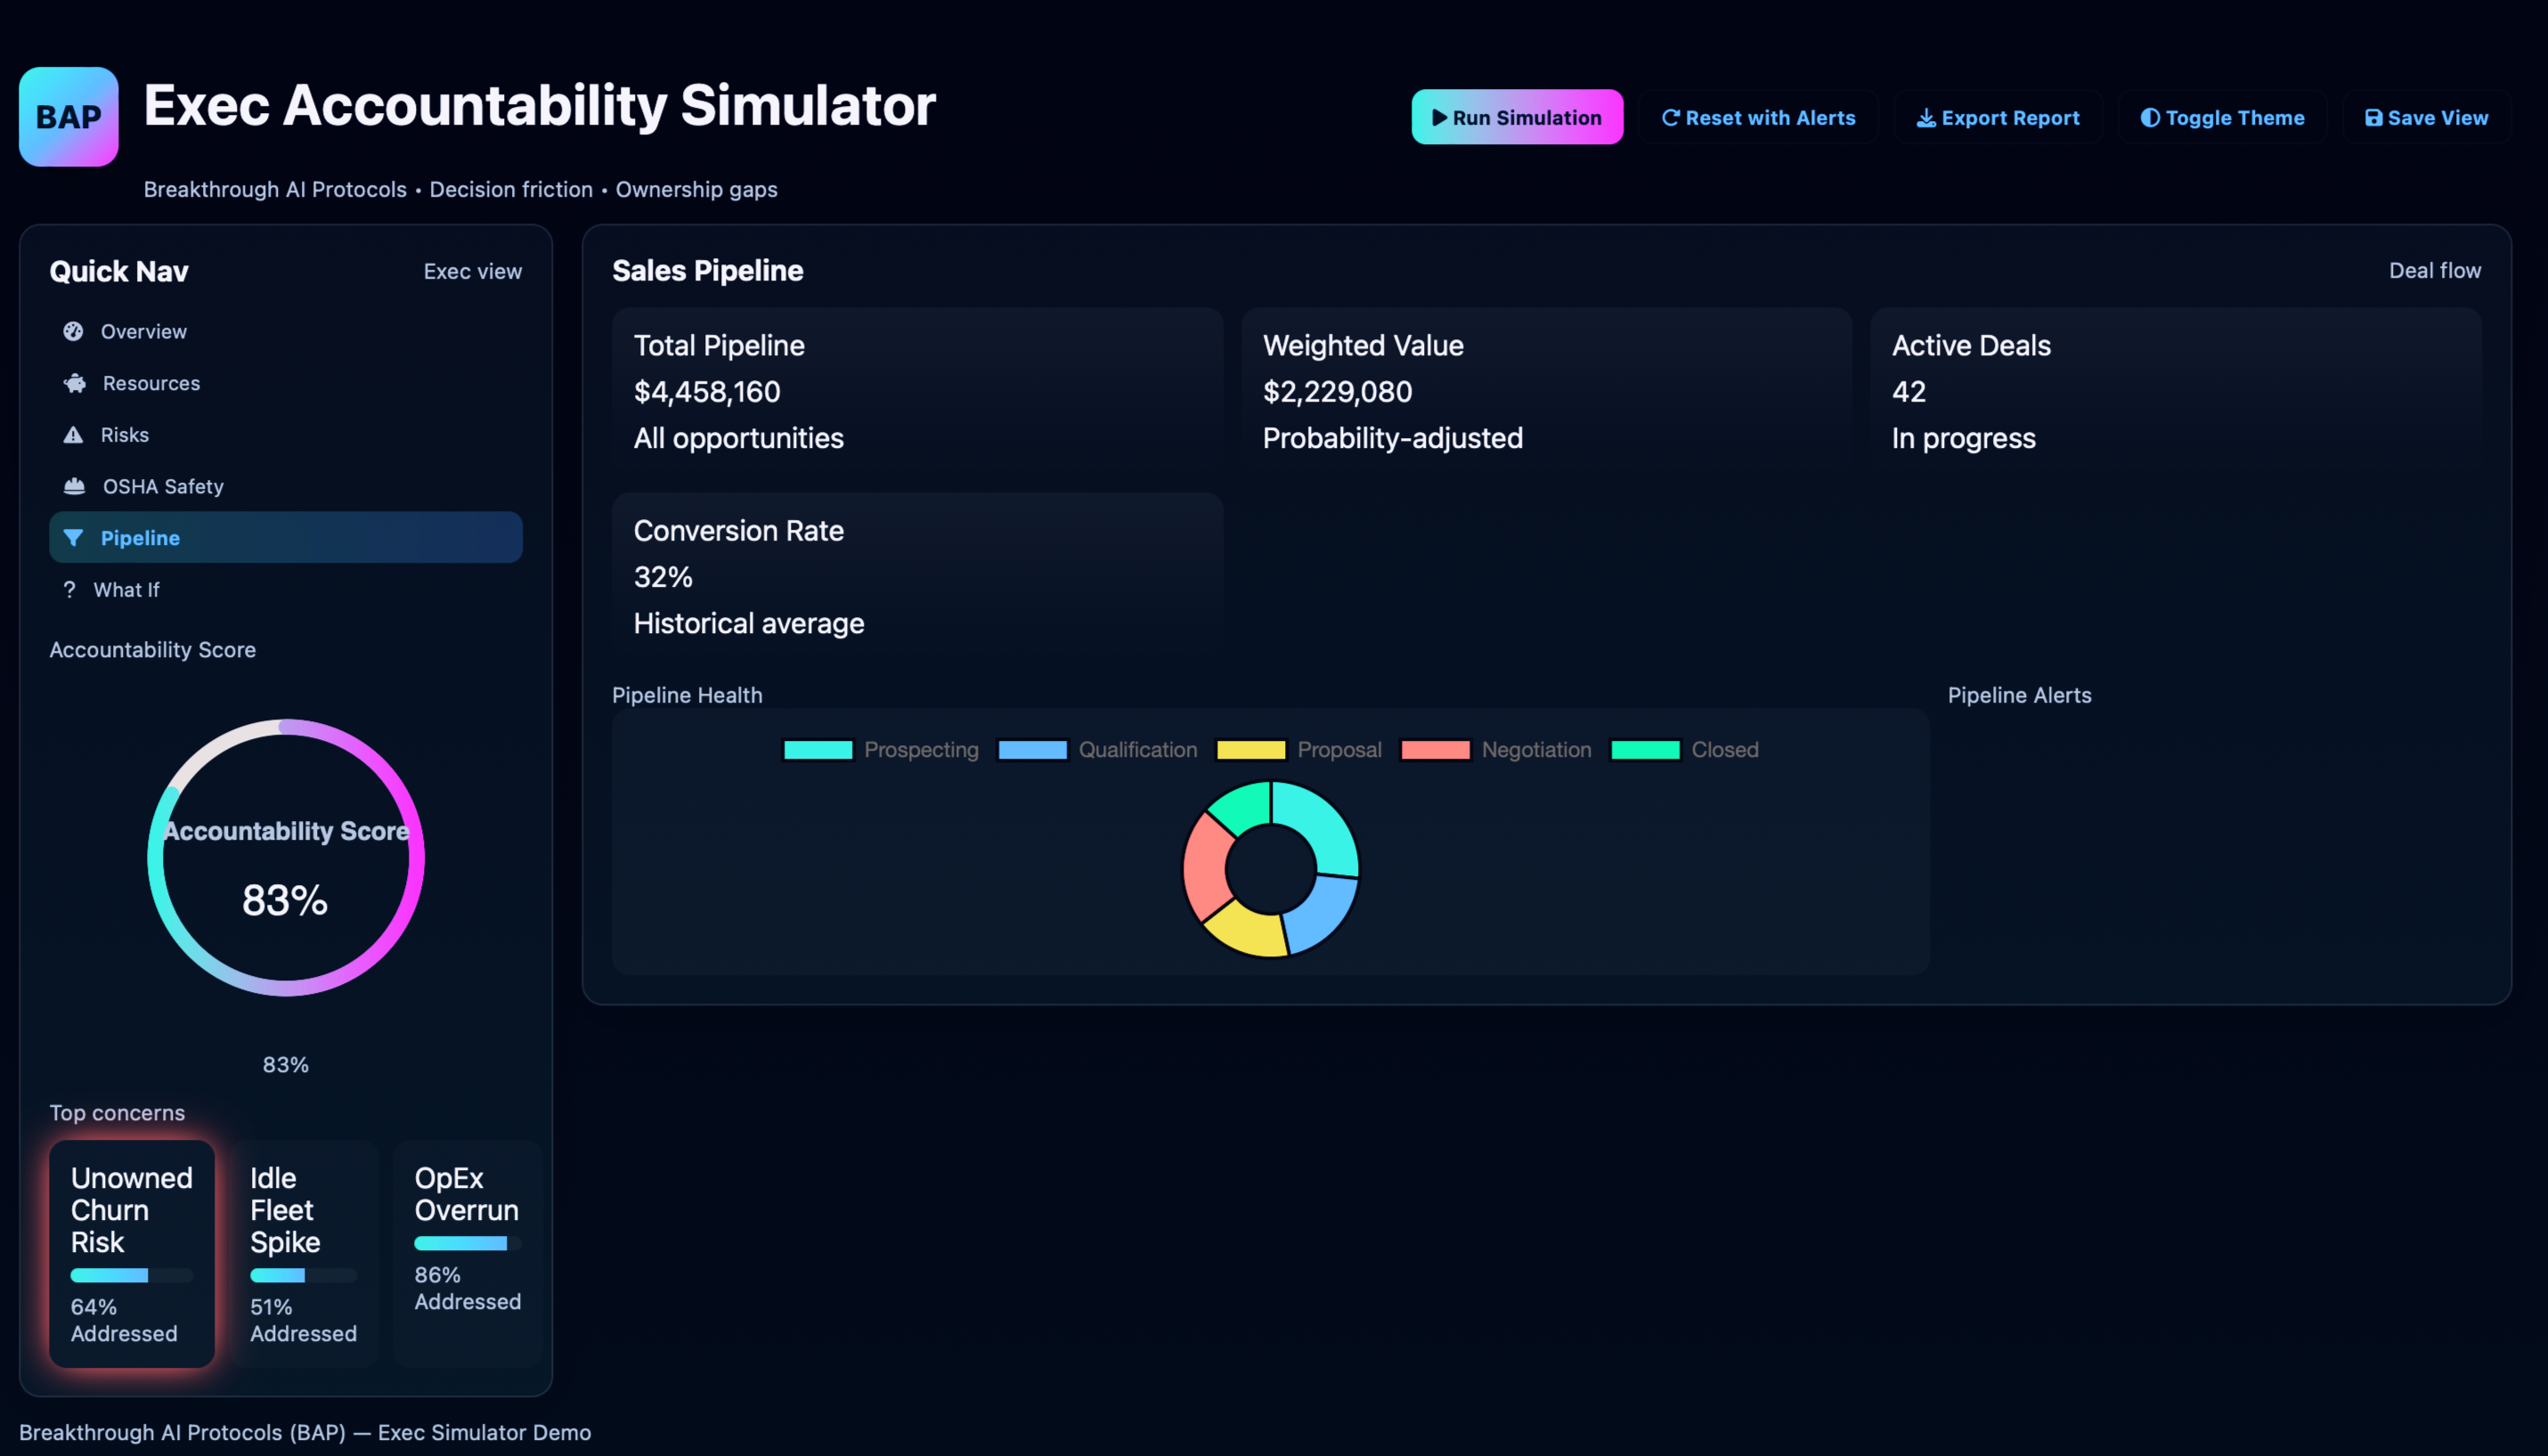 BAP
Exec Accountability Simulator
Breakthrough AI Protocols • Decision friction • Ownership gaps
Run Simulation
Reset with Alerts
Export Report
Toggle Theme
Save View
Quick Nav
Exec view
Overview
Resources
Risks
OSHA Safety
Pipeline
? What If
Accountability Score
Accountability Score
83%
83%
Top concerns
Unowned
Churn
Risk
64%
Addressed
Idle
Fleet
Spike
51%
Addressed
OpEx
Overrun
86%
Addressed
Sales Pipeline
Deal flow
Total Pipeline
$4,458,160
All opportunities
Weighted Value
$2,229,080
Probability-adjusted
Active Deals
42
In progress
Conversion Rate
32%
Historical average
Pipeline Health
Prospecting
Qualification
Proposal
Negotiation
Closed
Pipeline Alerts
Breakthrough AI Protocols (BAP) — Exec Simulator Demo